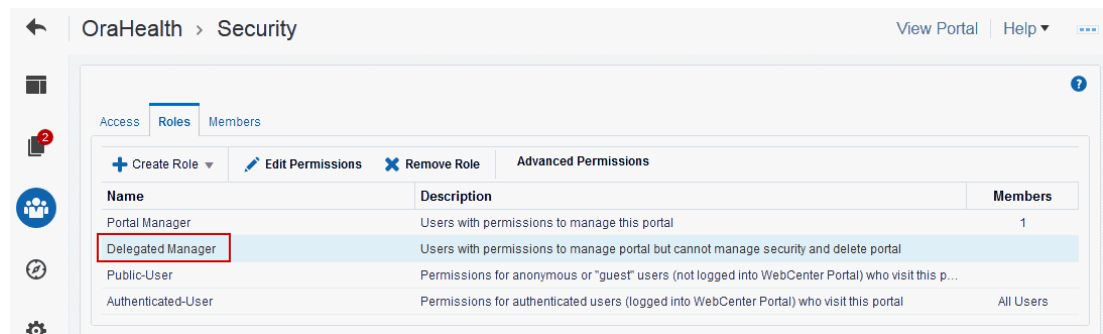 OraHealth > Security View Portal Help
2
Access Roles Members
Create Role Edit Permissions Remove Role Advanced Permissions
Name Description Members
Portal Manager Users with permissions to manage this portal 1
Delegated Manager Users with permissions to manage portal but cannot manage security and delete portal
Public-User Permissions for anonymous or "guest" users (not logged into WebCenter Portal) who visit this p...
Authenticated-User Permissions for authenticated users (logged into WebCenter Portal) who visit this portal All Users